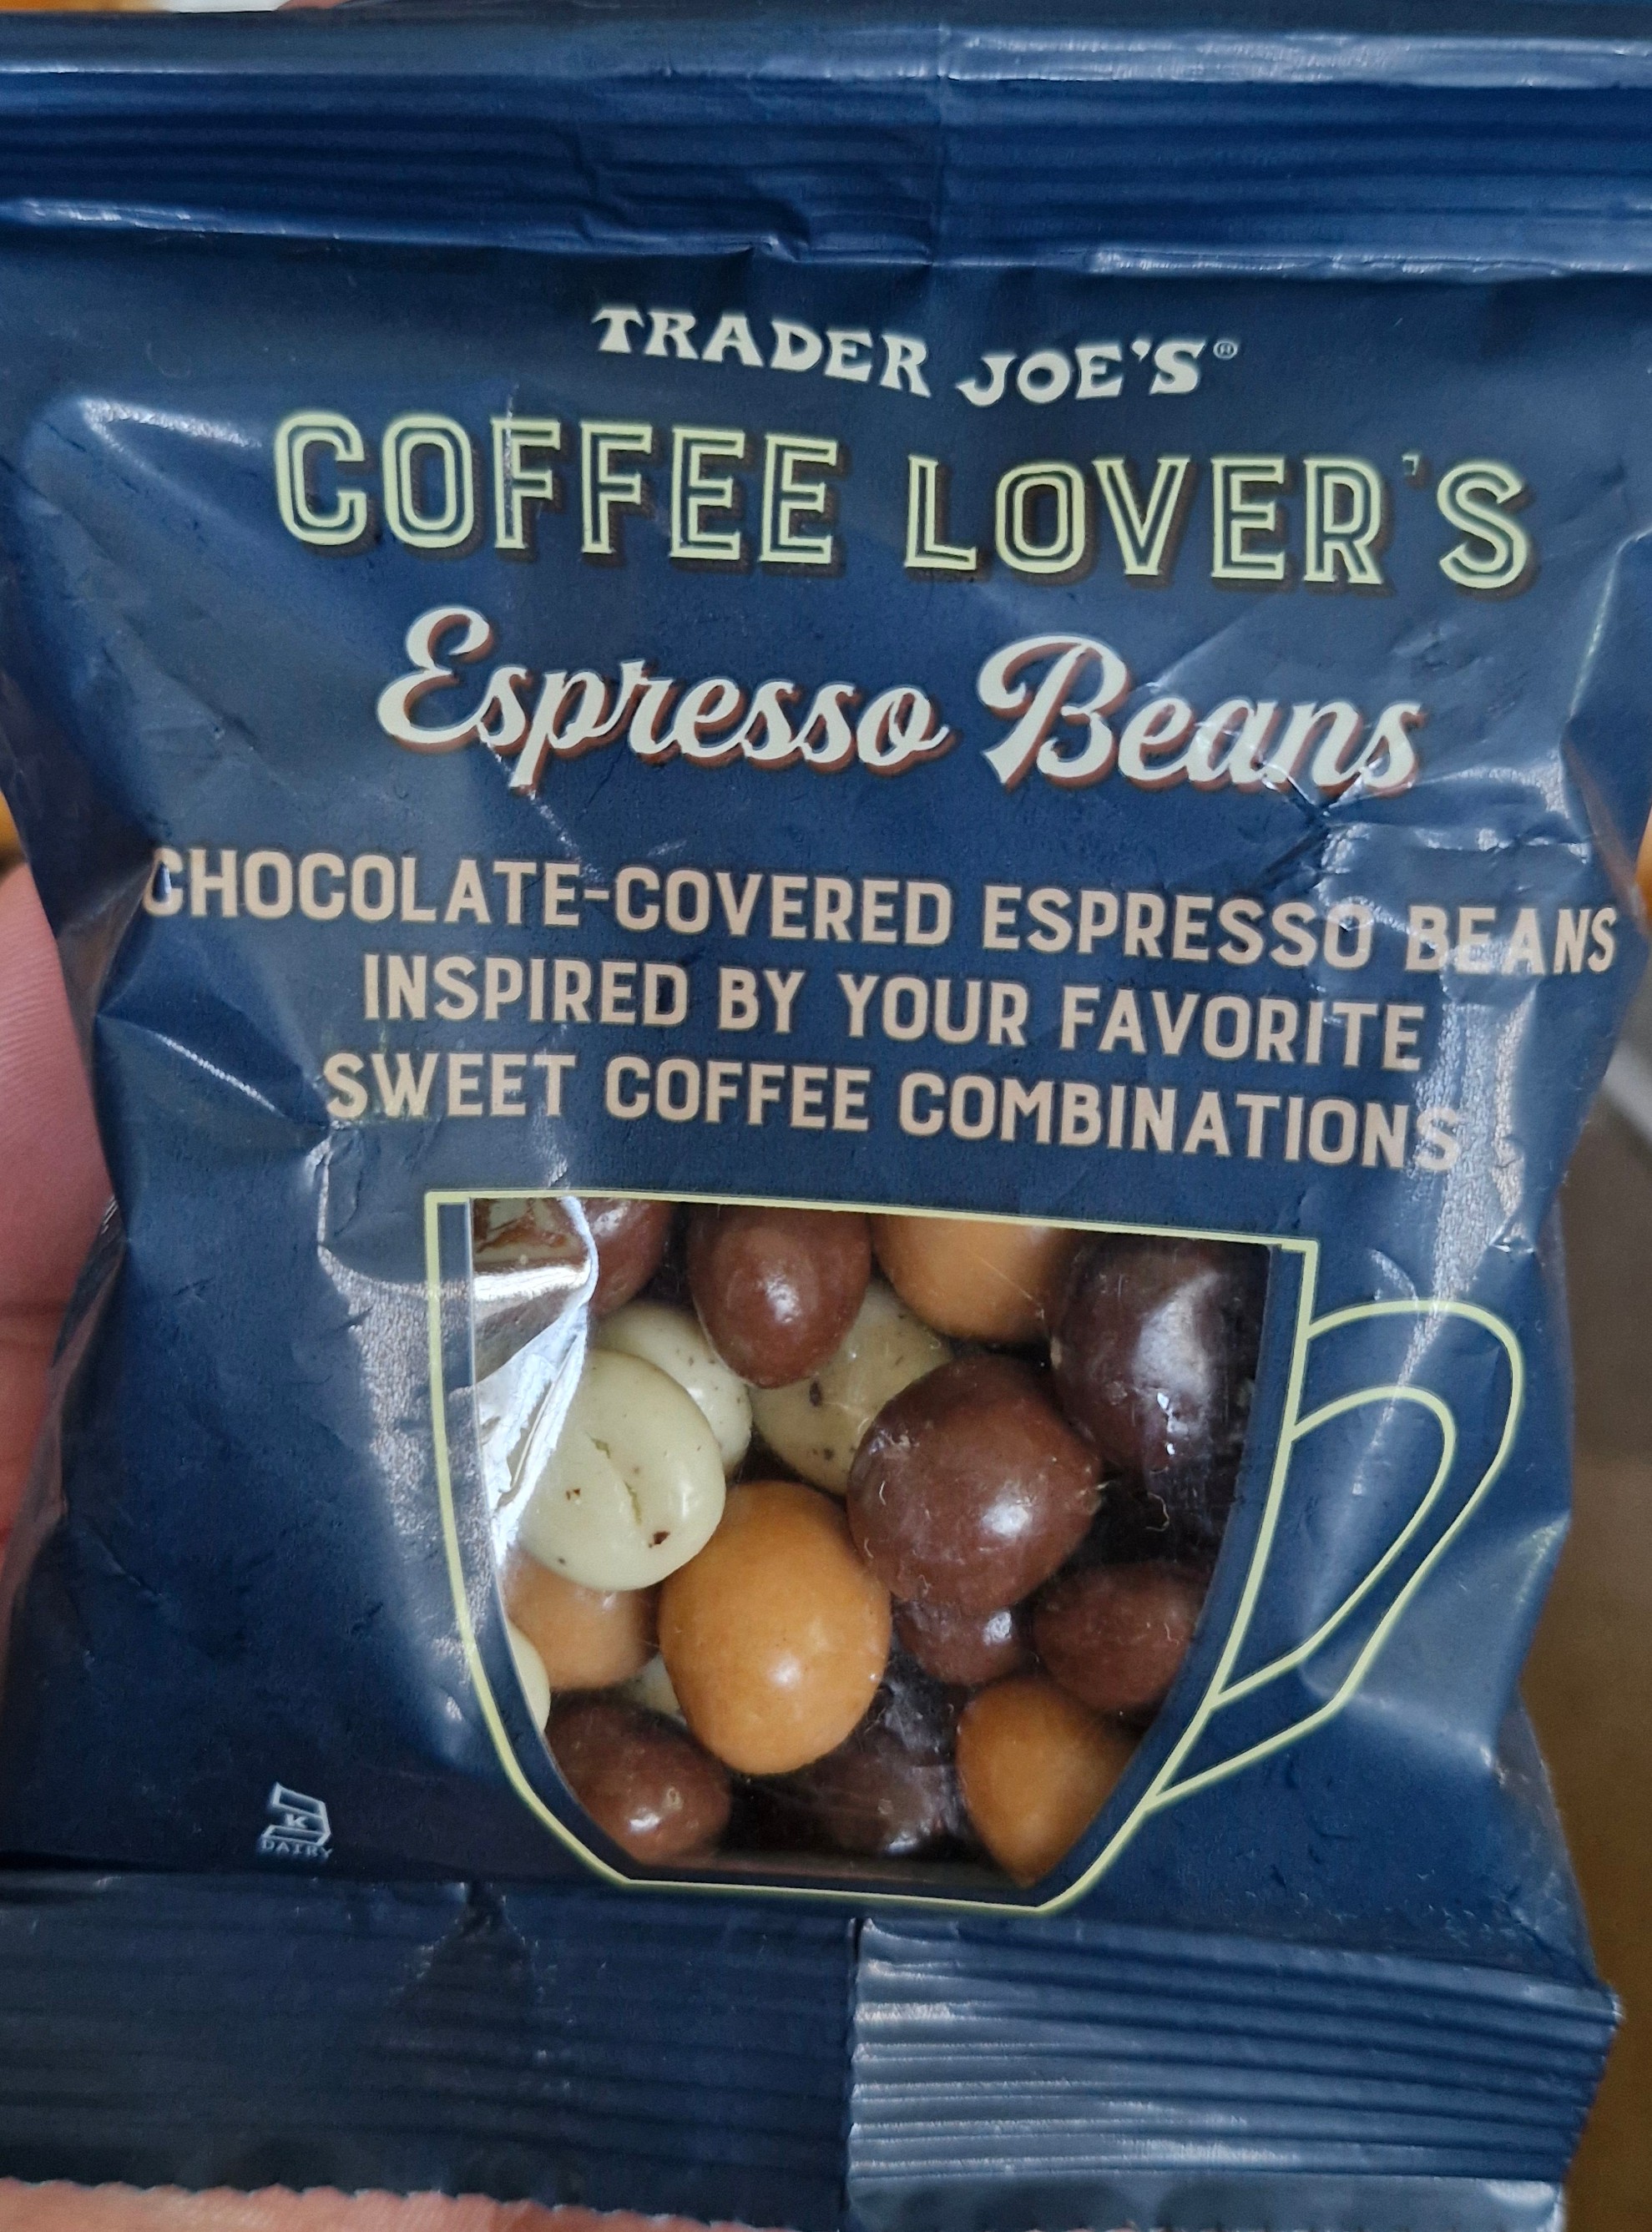 TRADER JOE'S®
COFFEE LOVER'S
Espresso Beans
CHOCOLATE-COVERED ESPRESSO BEANS
INSPIRED BY YOUR FAVORITE
SWEET COFFEE COMBINATIONS
K
DAIRY